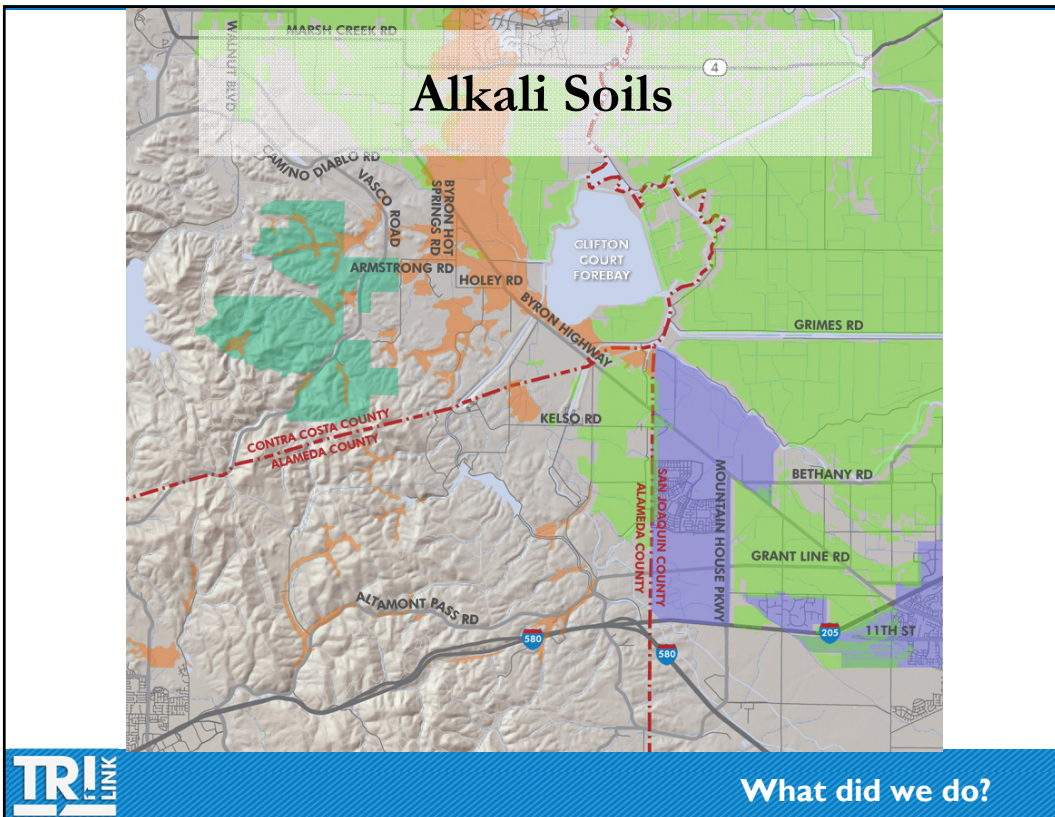 MARSH CREEK RD
WALNUT BLVD
4
Alkali Soils
CAMINO DIABLO RD
VASCO ROAD
BYRON HOT
SPRINGS RD
CLIFTON
COURT
FOREBAY
ARMSTRONG RD
HOLEY RD
BYRON HIGHWAY
GRIMES RD
CONTRA COSTA COUNTY
ALAMEDA COUNTY
KELSO RD
BETHANY RD
SAN JOAQUIN COUNTY
ALAMEDA COUNTY
MOUNTAIN HOUSE PKWY
GRANT LINE RD
ALTAMONT PASS RD
580
580
205
11TH ST
TRI LINK
What did we do?